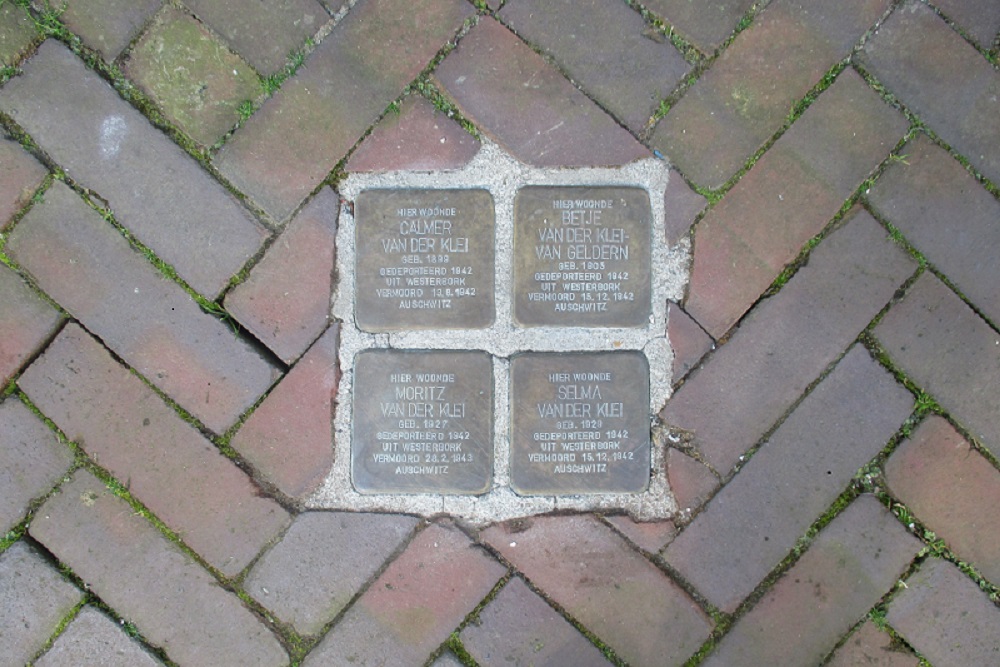 HIER WOONDE
CALMER
VAN DER KLEI
GEB. 1899
GEDEPORTEERD 1942
UIT WESTERBORK
VERMOORD 13.8.1942
AUSCHWITZ
HIER WOONDE
BETJE
VAN DER KLEI-
VAN GELDERN
GEB. 1903
GEDEPORTEERD 1942
UIT WESTERBORK
VERMOORD 15.12.1942
AUSCHWITZ
HIER WOONDE
MORITZ
VAN DER KLEI
GEB. 1927
GEDEPORTEERD 1942
UIT WESTERBORK
VERMOORD 28.2.1943
AUSCHWITZ
HIER WOONDE
SELMA
VAN DER KLEI
GEB. 1929
GEDEPORTEERD 1942
UIT WESTERBORK
VERMOORD 15.12.1942
AUSCHWITZ